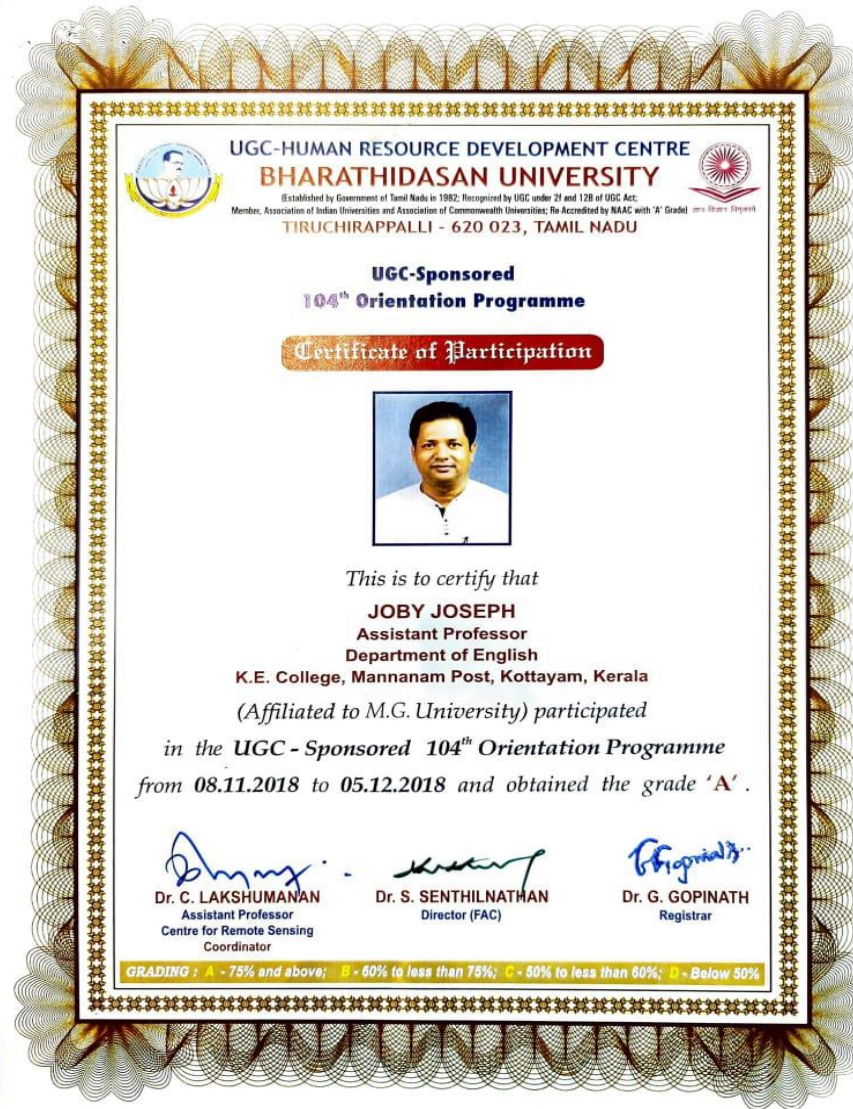 UGC-HUMAN RESOURCE DEVELOPMENT CENTRE
BHARATHIDASAN UNIVERSITY
(Established by Government of Tamil Nadu in 1982; Recognized by UGC under 2f and 12B of UGC Act;
Member, Association of Indian Universities and Association of Commonwealth Universities; Re-Accredited by NAAC with 'A' Grade)
ज्ञान-विज्ञान विमुक्तये
TIRUCHIRAPPALLI - 620 023, TAMIL NADU
UGC-Sponsored
104th Orientation Programme
Certificate of Participation
This is to certify that
JOBY JOSEPH
Assistant Professor
Department of English
K.E. College, Mannanam Post, Kottayam, Kerala
(Affiliated to M.G. University) participated
in the UGC - Sponsored 104th Orientation Programme
from 08.11.2018 to 05.12.2018 and obtained the grade 'A' .
Dr. C. LAKSHUMANAN
Assistant Professor
Centre for Remote Sensing
Coordinator
Dr. S. SENTHILNATHAN
Director (FAC)
Dr. G. GOPINATH
Registrar
GRADING : A - 75% and above; B - 60% to less than 75%; C - 50% to less than 60%; D - Below 50%